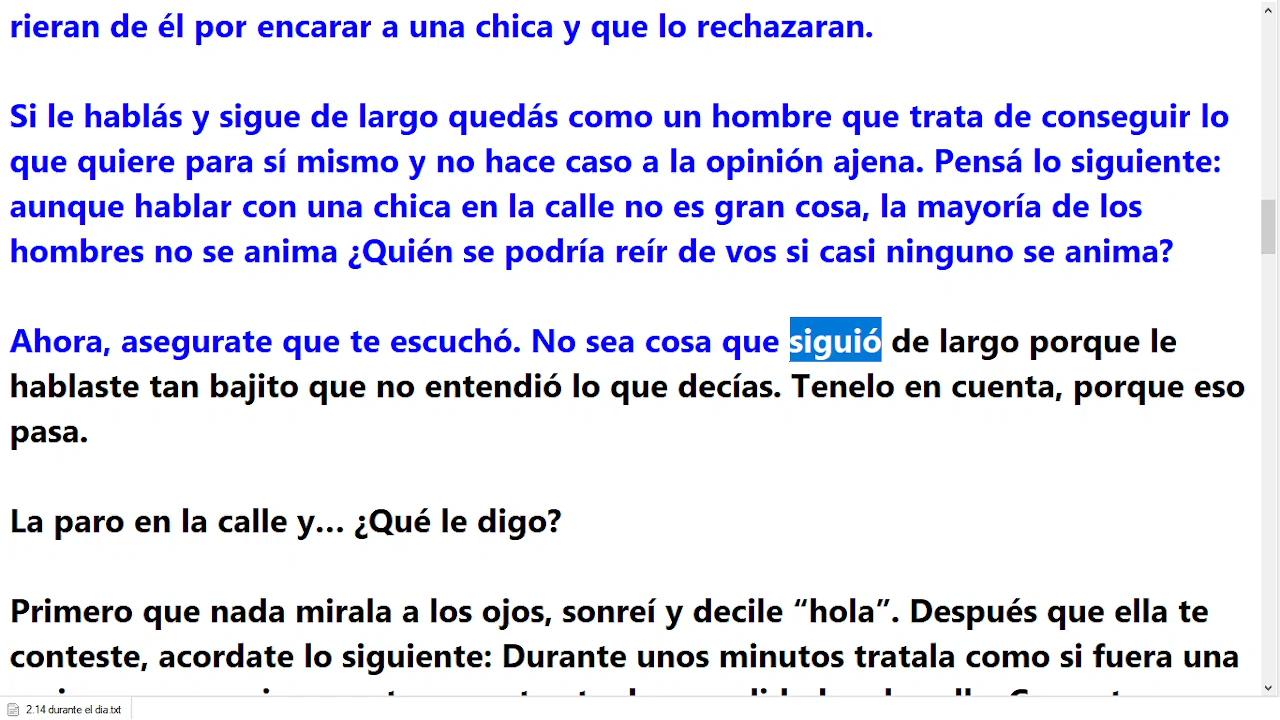 rieran de él por encarar a una chica y que lo rechazaran.
Si le hablás y sigue de largo quedás como un hombre que trata de conseguir lo
que quiere para sí mismo y no hace caso a la opinión ajena. Pensá lo siguiente:
aunque hablar con una chica en la calle no es gran cosa, la mayoría de los
hombres no se anima ¿Quién se podría reír de vos si casi ninguno se anima?
Ahora, asegurate que te escuchó. No sea cosa que siguió de largo porque le
hablaste tan bajito que no entendió lo que decías. Tenelo en cuenta, porque eso
pasa.
La paro en la calle y… ¿Qué le digo?
Primero que nada mirala a los ojos, sonreí y decile “hola”. Después que ella te
conteste, acordate lo siguiente: Durante unos minutos tratala como si fuera una
2.14 durante el dia.txt